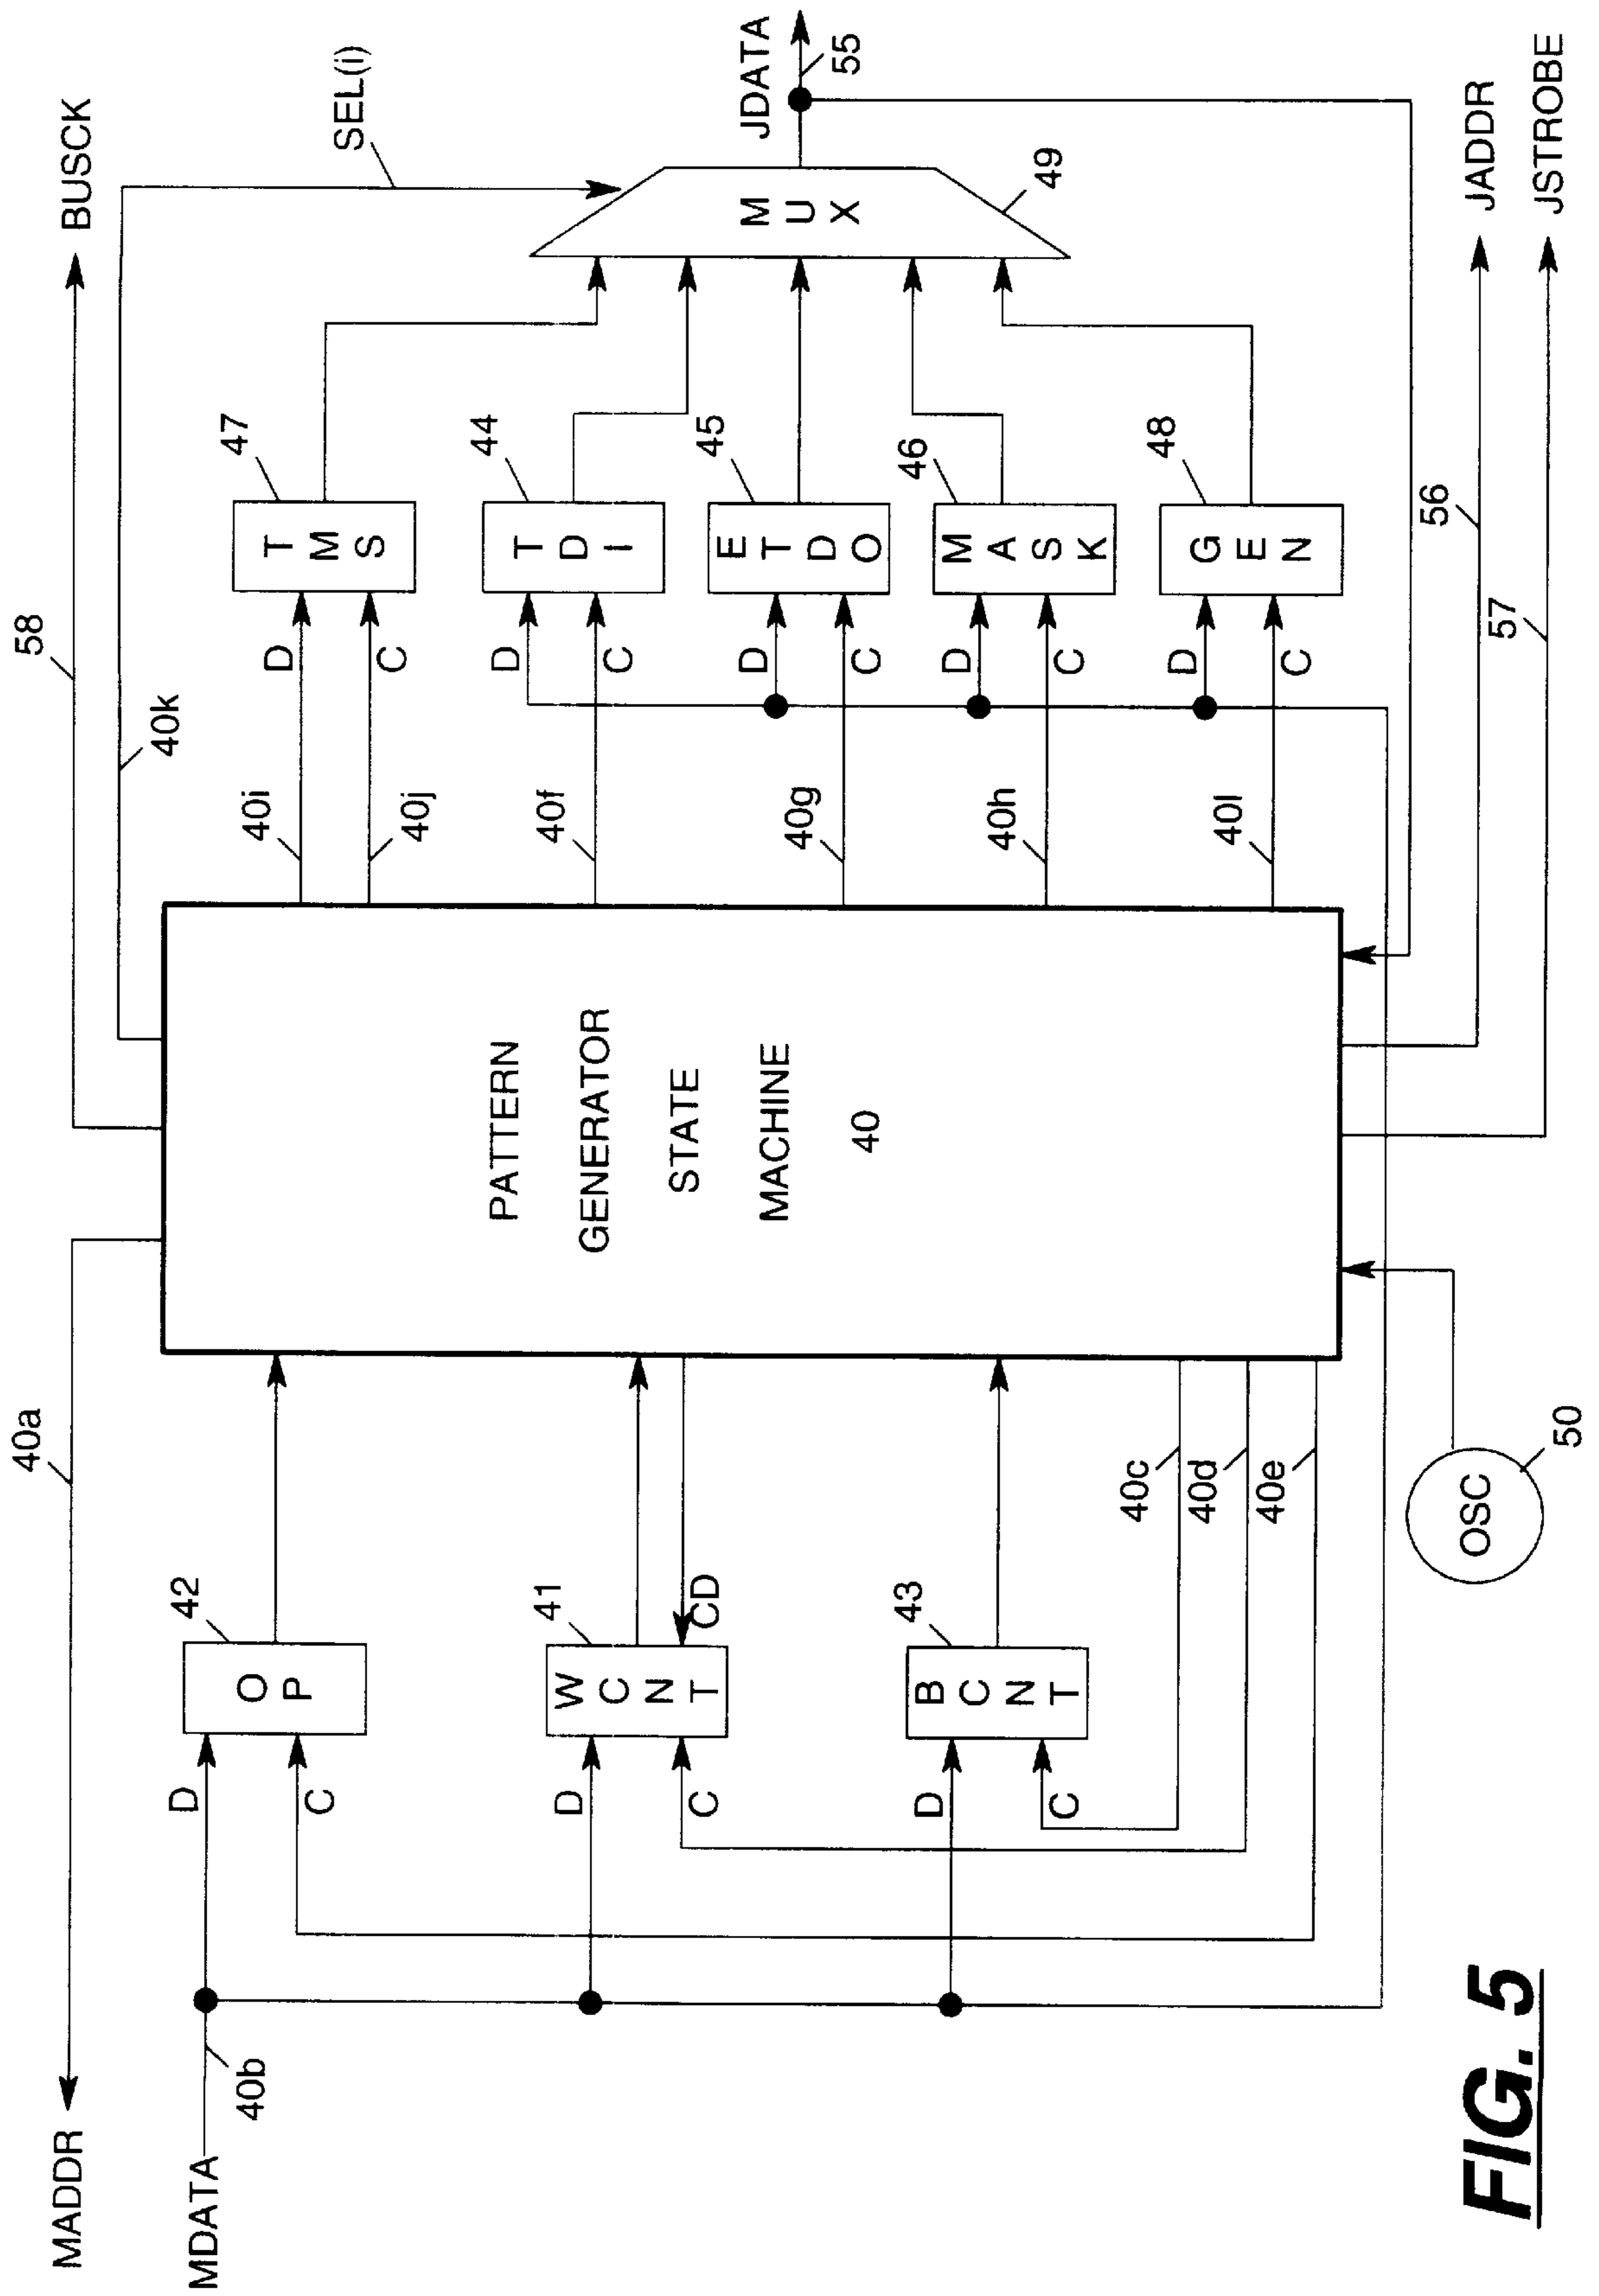 MADDR
40a
58
BUSCK
40k
SEL(i)
MDATA
40b
D
C
42
OP
D
C
41
WCNT
CD
D
C
43
BCNT
40c
40d
40e
OSC
50
PATTERN
GENERATOR
STATE
MACHINE
40
40i
40j
40f
40g
40h
40l
D
C
47
TMS
D
C
44
TDI
D
C
45
ETDO
D
C
46
MASK
D
C
48
GEN
MUX
49
JDATA
55
56
JADDR
57
JSTROBE
FIG. 5